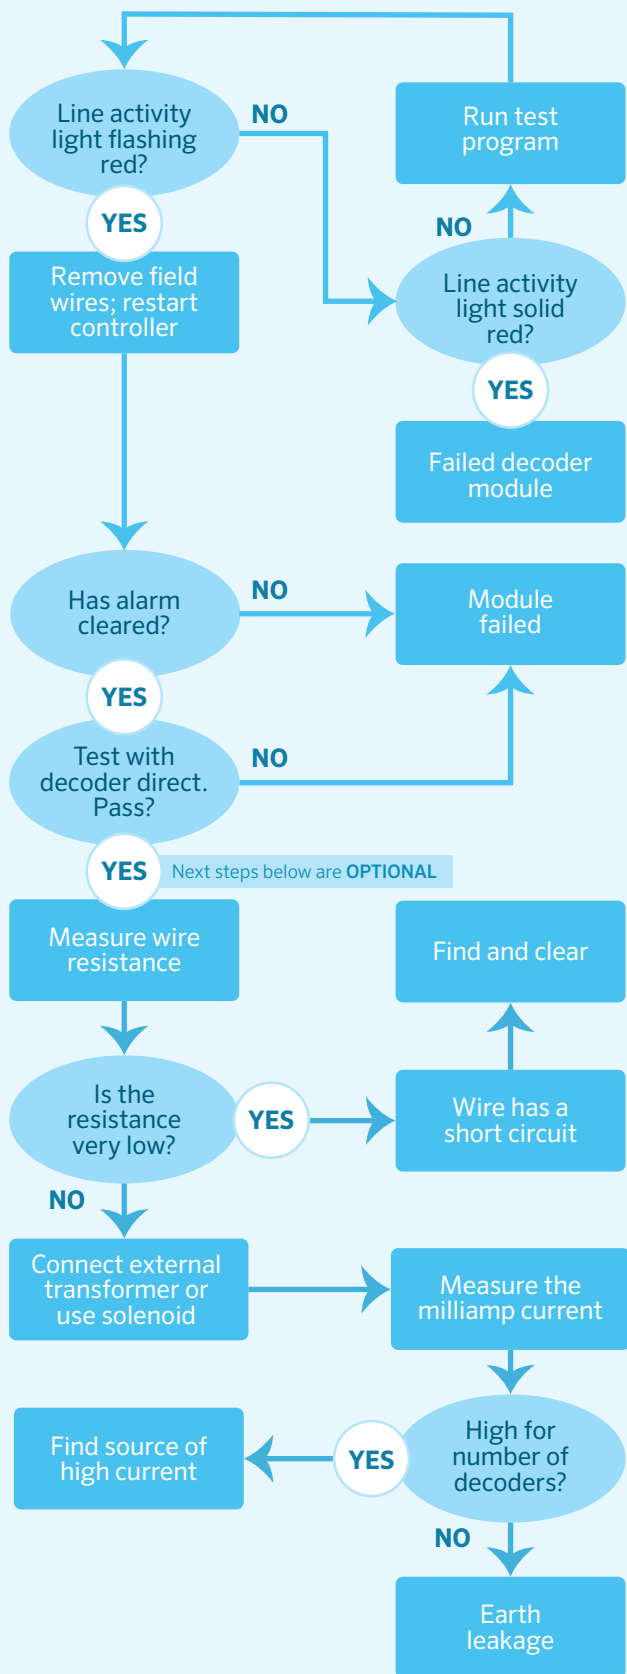 Line activity
light flashing
red?
NO
Run test
program
YES
NO
Remove field
wires; restart
controller
Line activity
light solid
red?
YES
Failed decoder
module
Has alarm
cleared?
NO
Module
failed
YES
Test with
decoder direct.
Pass?
NO
YES
Next steps below are OPTIONAL
Measure wire
resistance
Find and clear
Is the
resistance
very low?
YES
Wire has a
short circuit
NO
Connect external
transformer or
use solenoid
Measure the
milliamp current
High for
number of
decoders?
YES
Find source of
high current
NO
Earth
leakage